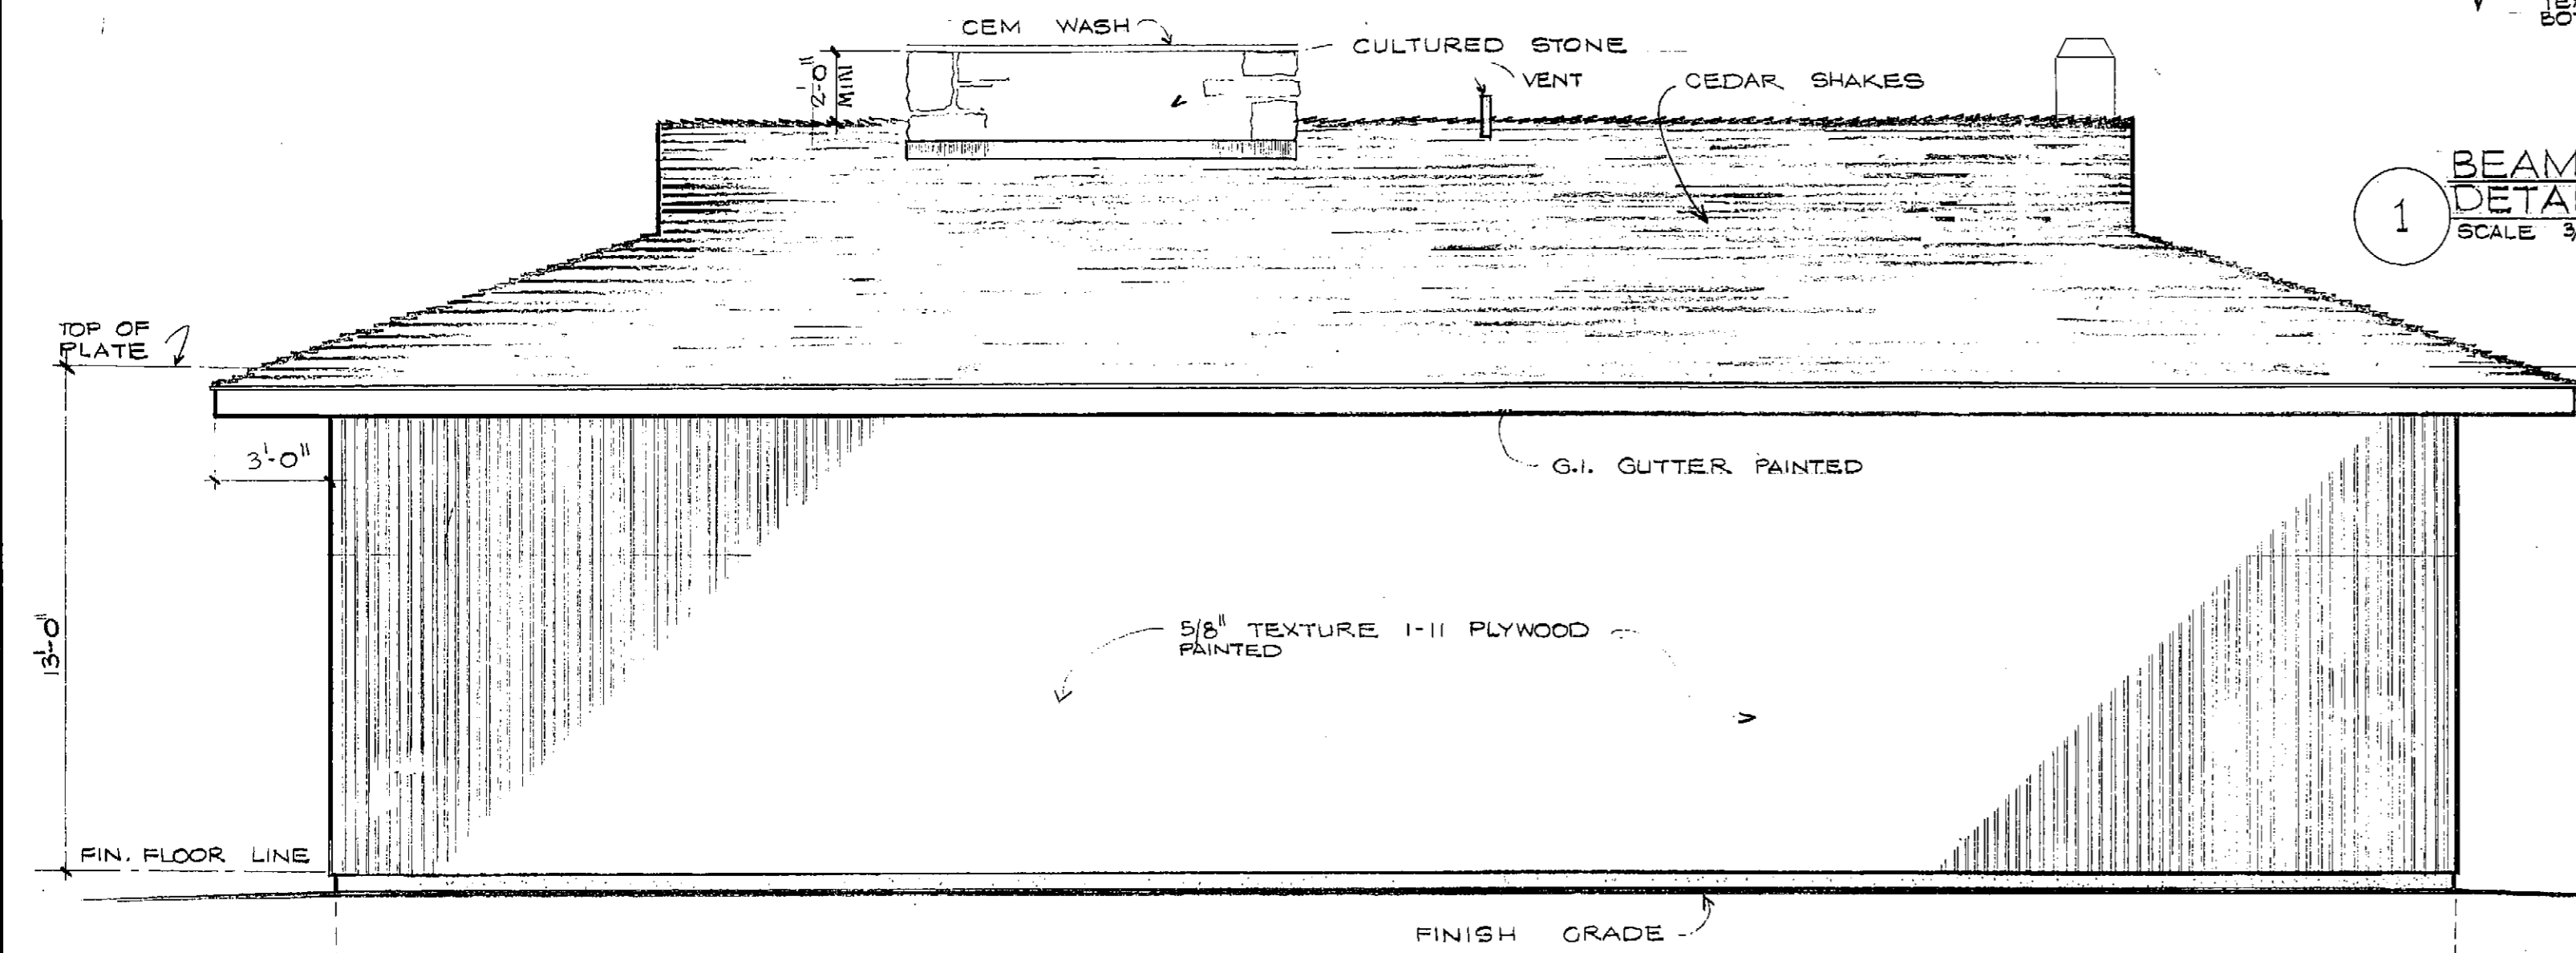 CEM WASH
CULTURED STONE
VENT
CEDAR SHAKES
2'-0"
MIN
1
BEAM
DETA
SCALE
TOP OF
PLATE
3'-0"
G.I. GUTTER PAINTED
13'-0"
5/8" TEXTURE 1-11 PLYWOOD
PAINTED
FIN. FLOOR LINE
FINISH GRADE